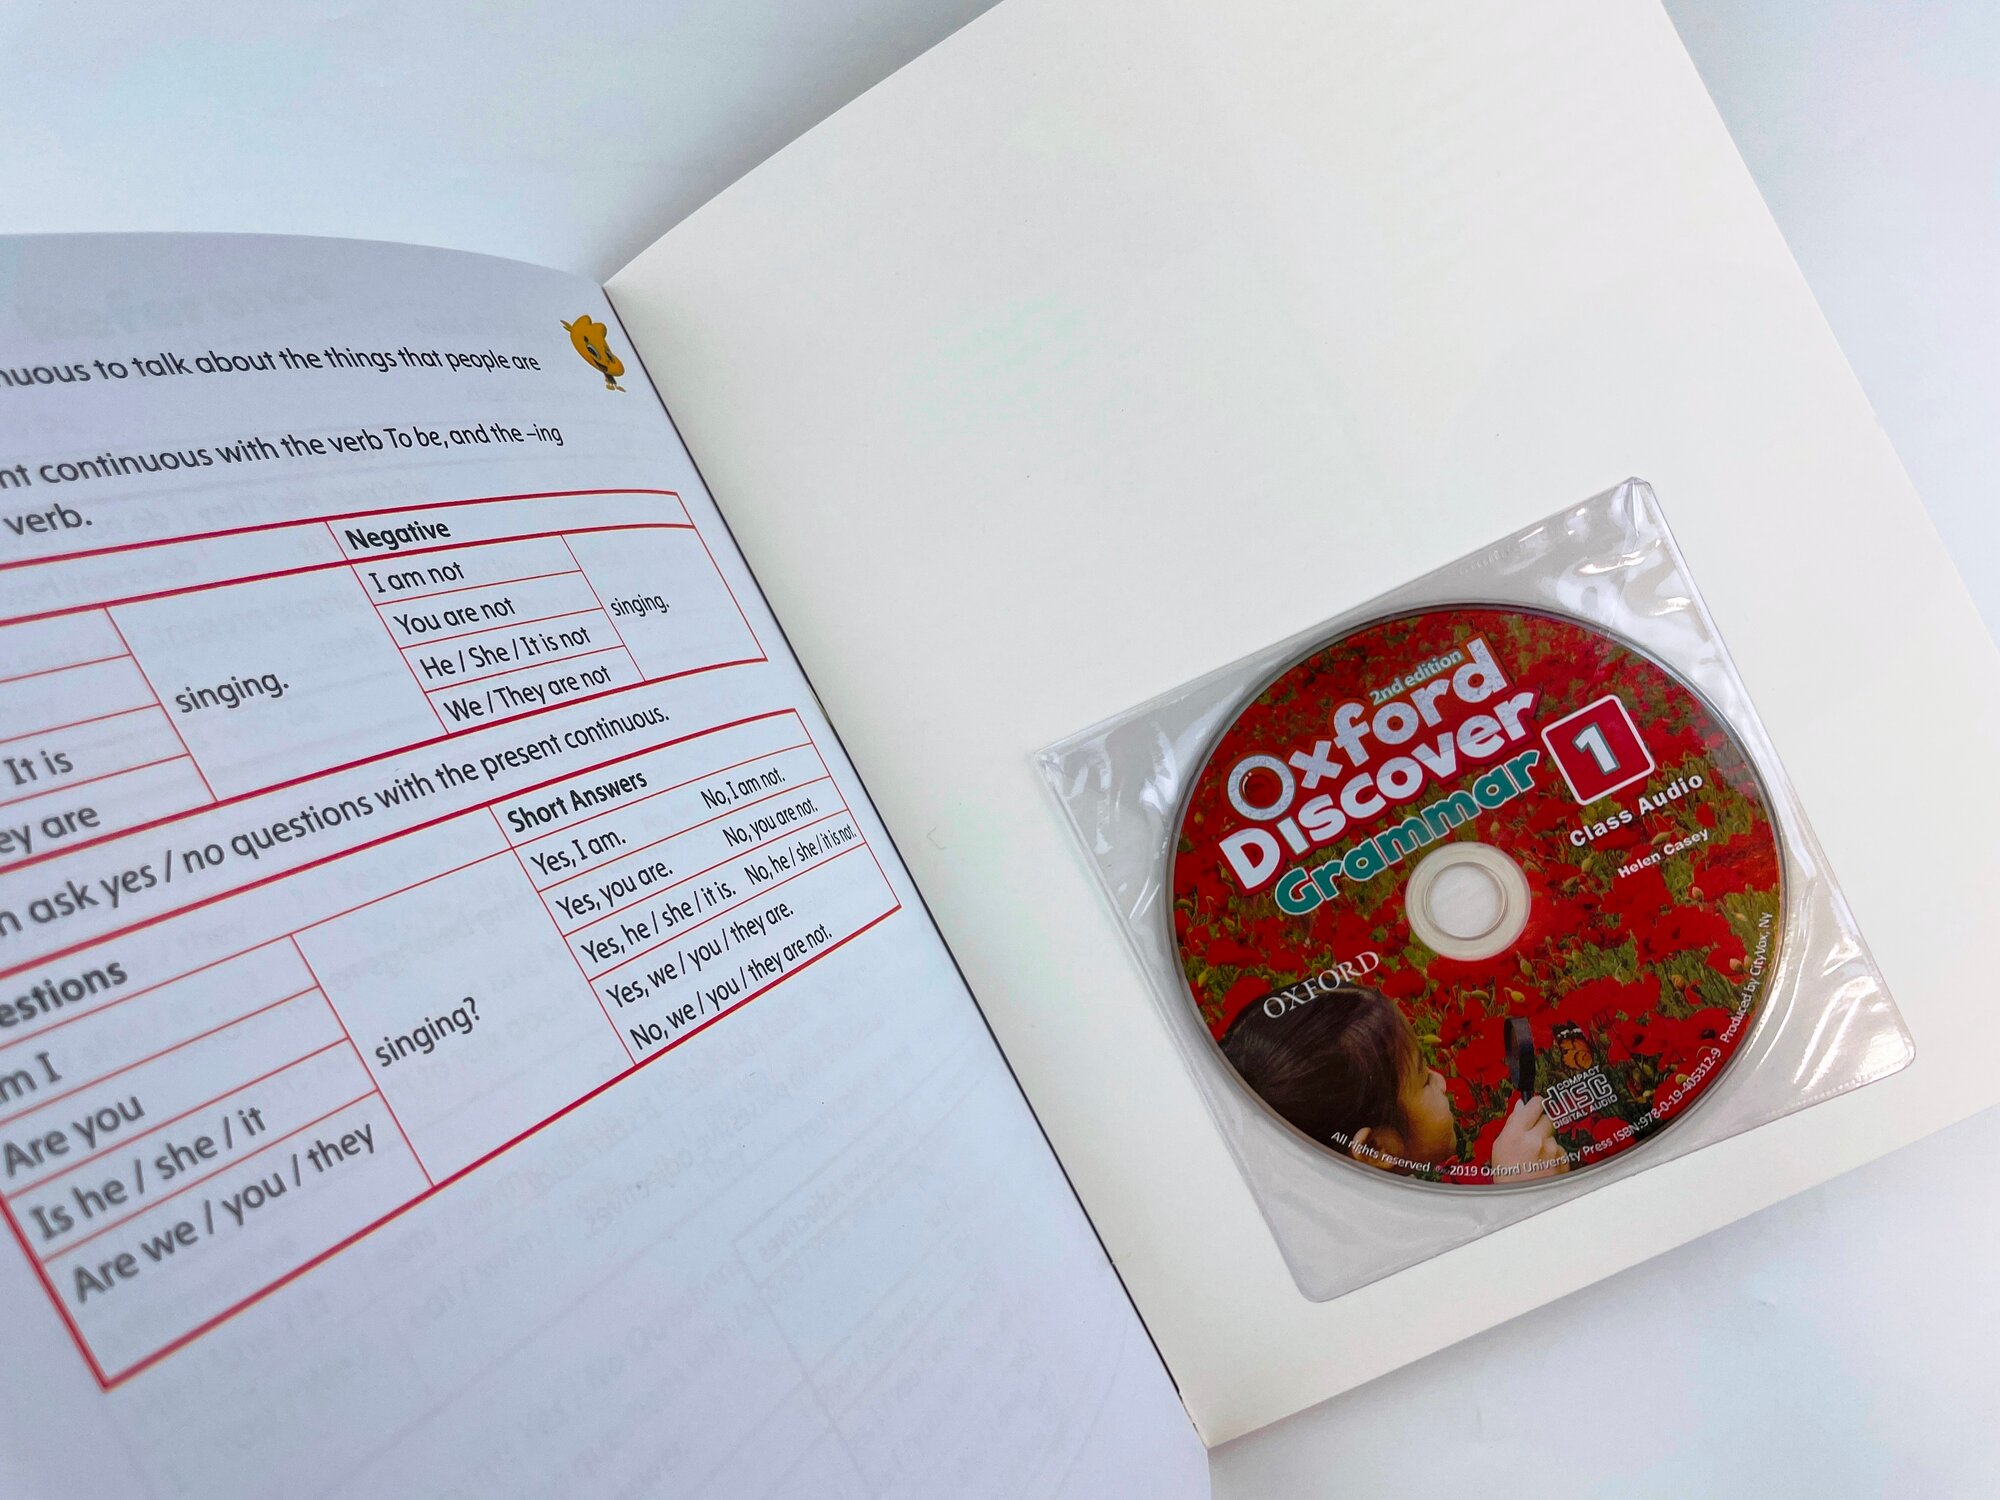 nuous to talk about the things that people are
nt continuous with the verb To be, and the –ing
verb.
Negative
I am not
You are not
He / She / It is not
We / They are not
singing.
singing.
It is
ey are
n ask yes / no questions with the present continuous.
Short Answers
Yes, I am. No, I am not.
Yes, you are. No, you are not.
Yes, he / she / it is. No, he / she / it is not.
Yes, we / you / they are.
No, we / you / they are not.
estions
m I
Are you
Is he / she / it
Are we / you / they
singing?
2nd edition
Oxford
Discover
Grammar
1
Class Audio
Helen Casey
OXFORD
COMPACT
disc
DIGITAL AUDIO
All rights reserved ©2019 Oxford University Press ISBN:978-0-19-405312-9 Produced by CityVox, Ny